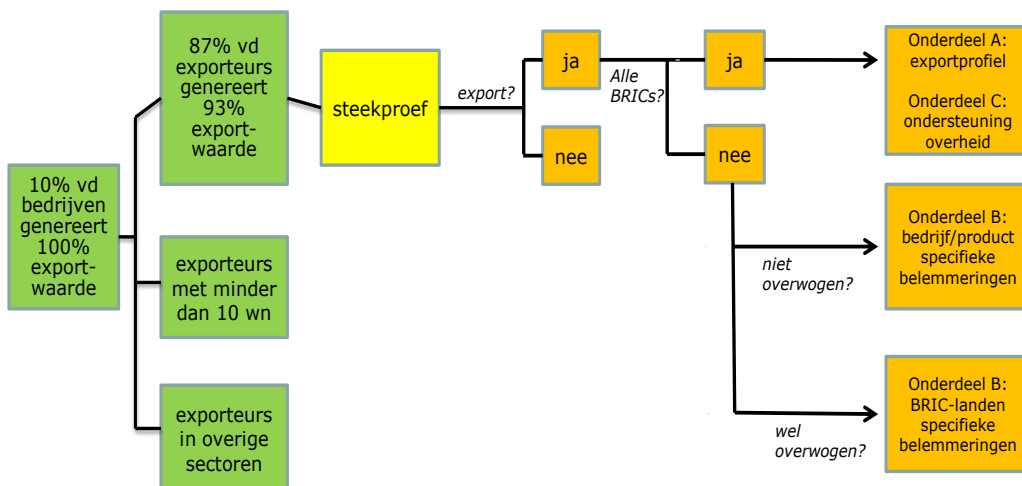 10% vd
bedrijven
genereert
100%
export-
waarde
87% vd
exporteurs
genereert
93%
export-
waarde
exporteurs
met minder
dan 10 wn
exporteurs
in overige
sectoren
steekproef
export?
ja
nee
Alle
BRICs?
ja
nee
niet
overwogen?
wel
overwogen?
Onderdeel A:
exportprofiel
Onderdeel C:
ondersteuning
overheid
Onderdeel B:
bedrijf/product
specifieke
belemmeringen
Onderdeel B:
BRIC-landen
specifieke
belemmeringen